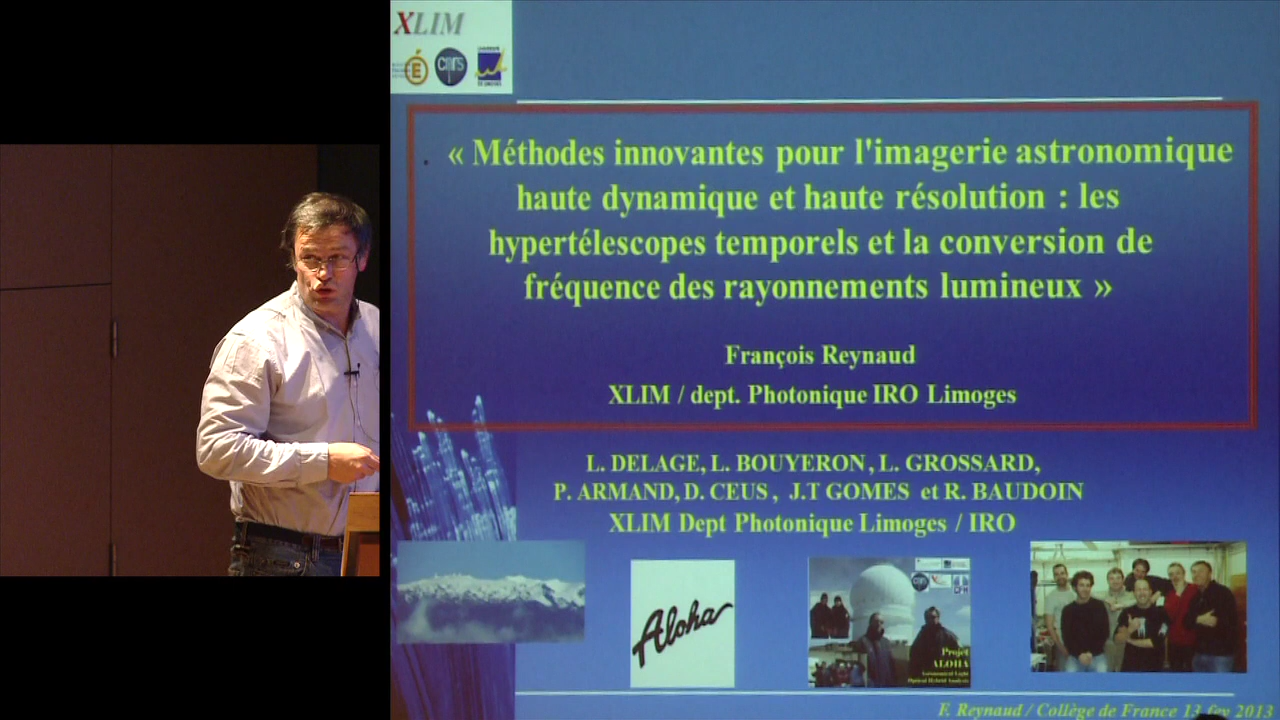 XLIM
cnrs
« Méthodes innovantes pour l'imagerie astronomique
haute dynamique et haute résolution : les
hypertélescopes temporels et la conversion de
fréquence des rayonnements lumineux »
François Reynaud
XLIM / dept. Photonique IRO Limoges
L. DELAGE, L. BOUYERON, L. GROSSARD,
P. ARMAND, D. CEUS, J.T GOMES et R. BAUDOIN
XLIM Dept Photonique Limoges / IRO
Aloha
Projet
ALOHA
F. Reynaud / Collège de France 13 fev 2013